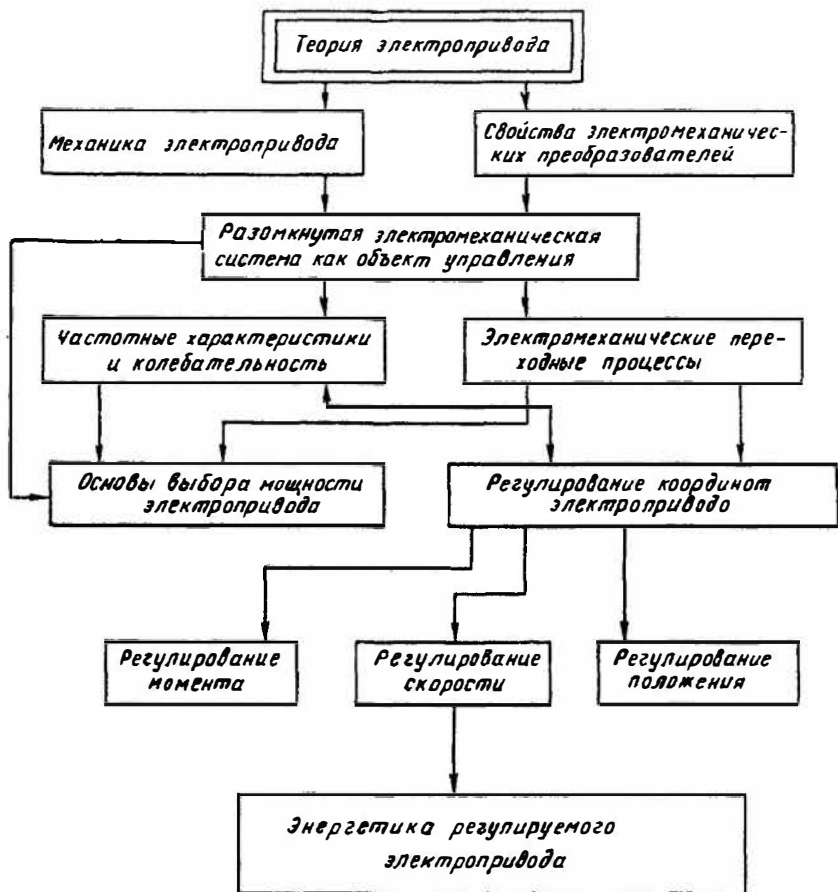 Теория электропривода
Механика электропривода
Свойства электромеханичес-
ких преобразователей
Разомкнутая электромеханическая
система как объект управления
Частотные характеристики
и колебательность
Электромеханические пере-
ходные процессы
Основы выбора мощности
электропривода
Регулирование координат
электропривода
Регулирование
момента
Регулирование
скорости
Регулирование
положения
Энергетика регулируемого
электропривода